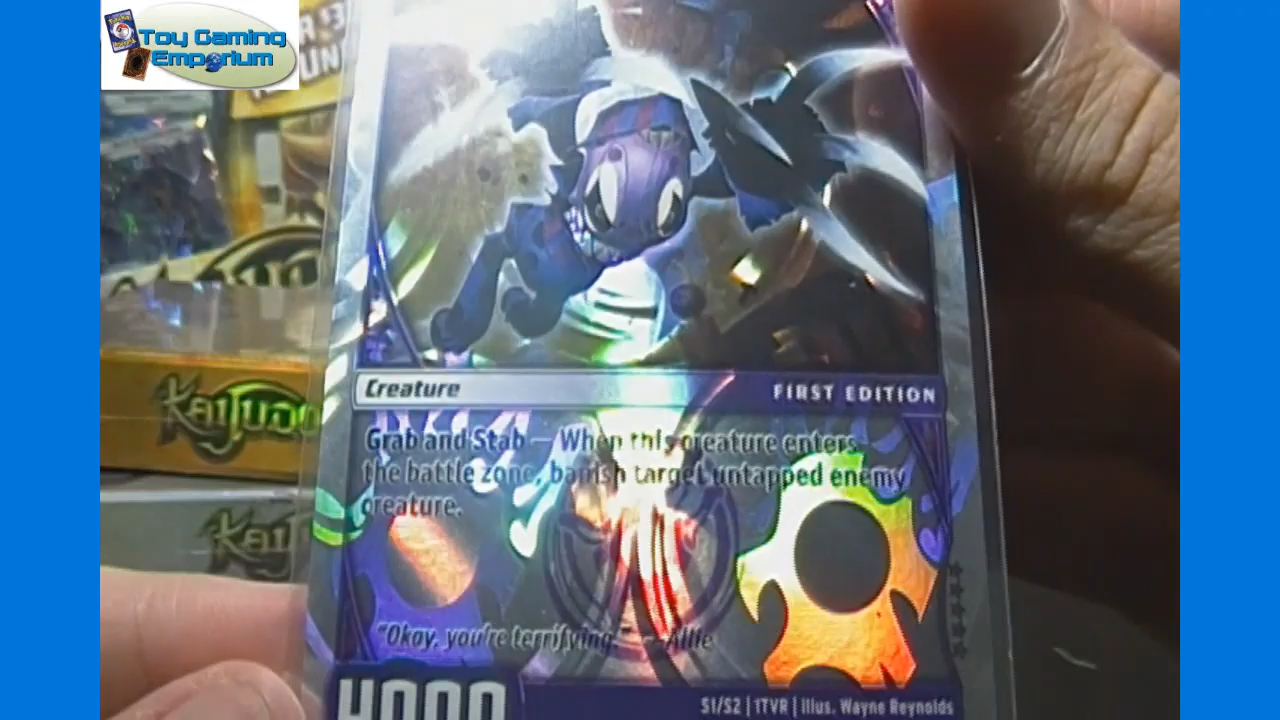 Toy Gaming
Emporium
KAIJUDO
Creature
FIRST EDITION
Grab and Stab — When this creature enters
the battle zone, banish target untapped enemy
creature.
"Okay, you're terrifying." —Allie
S1/S2 | 1TVR | illus. Wayne Reynolds